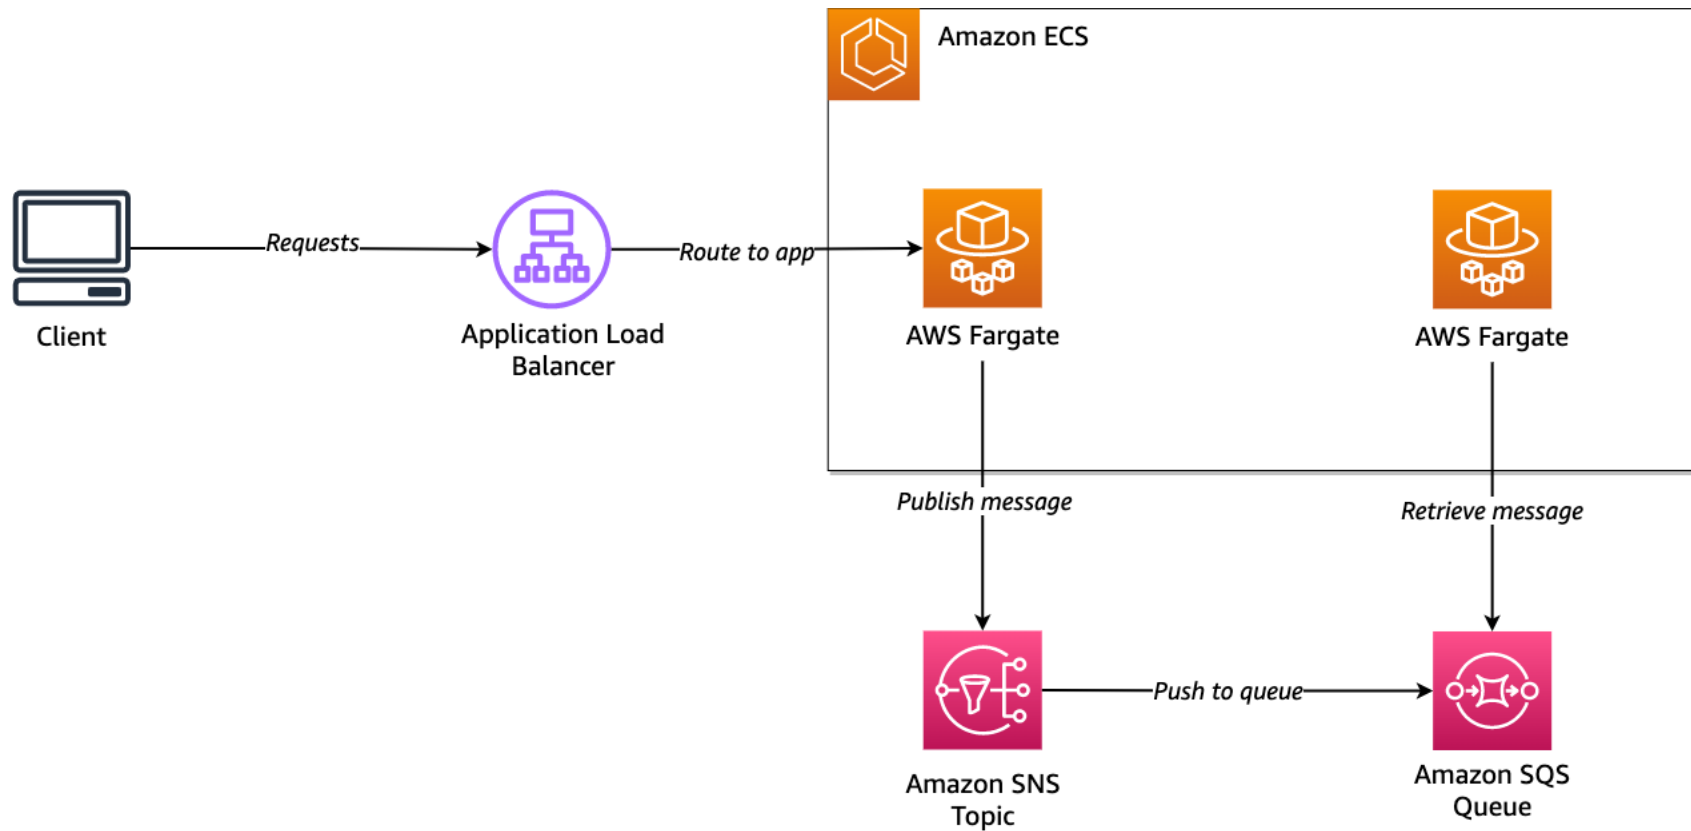 Amazon ECS
Requests
Route to app
Client
Application Load
Balancer
AWS Fargate
AWS Fargate
Publish message
Retrieve message
Push to queue
Amazon SNS
Topic
Amazon SQS
Queue